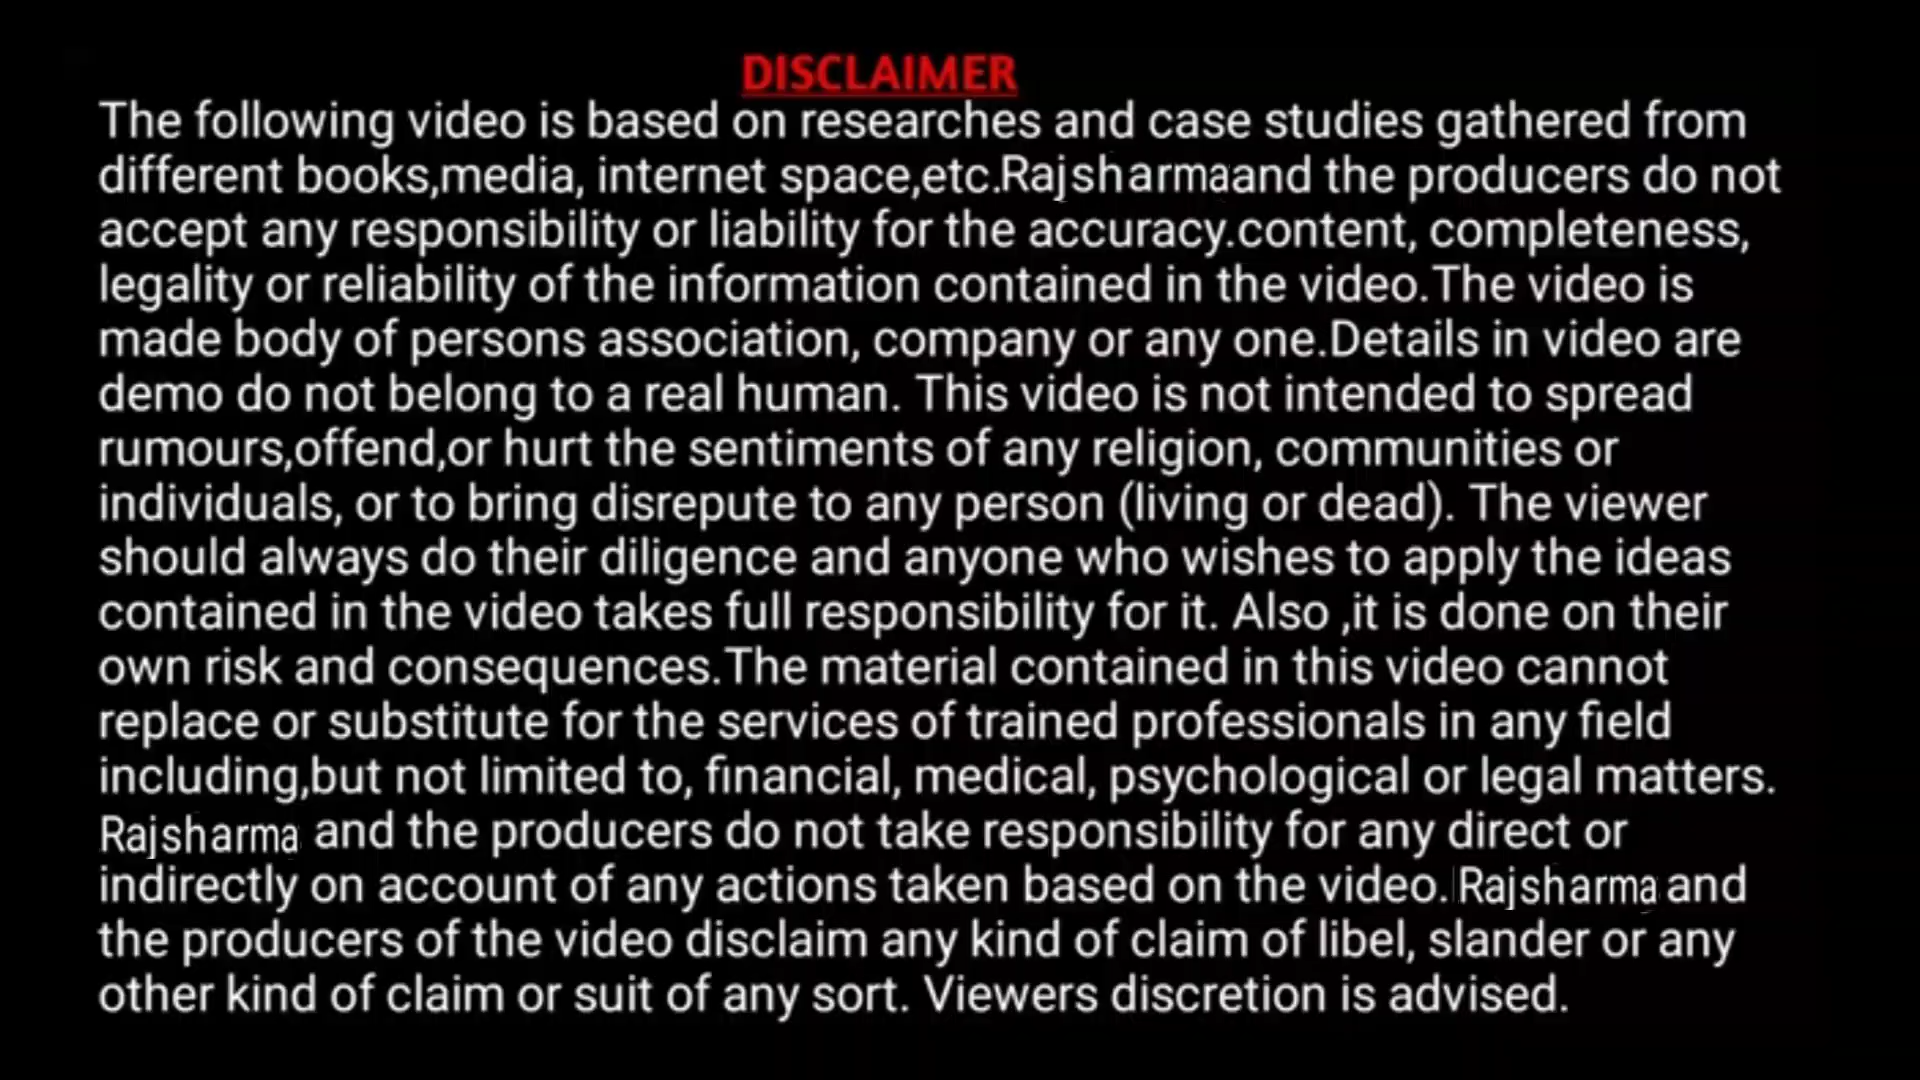 DISCLAIMER
The following video is based on researches and case studies gathered from
different books,media, internet space,etc.Rajsharmaand the producers do not
accept any responsibility or liability for the accuracy.content, completeness,
legality or reliability of the information contained in the video.The video is
made body of persons association, company or any one.Details in video are
demo do not belong to a real human. This video is not intended to spread
rumours,offend,or hurt the sentiments of any religion, communities or
individuals, or to bring disrepute to any person (living or dead). The viewer
should always do their diligence and anyone who wishes to apply the ideas
contained in the video takes full responsibility for it. Also ,it is done on their
own risk and consequences.The material contained in this video cannot
replace or substitute for the services of trained professionals in any field
including,but not limited to, financial, medical, psychological or legal matters.
Rajsharma and the producers do not take responsibility for any direct or
indirectly on account of any actions taken based on the video. Rajsharma and
the producers of the video disclaim any kind of claim of libel, slander or any
other kind of claim or suit of any sort. Viewers discretion is advised.